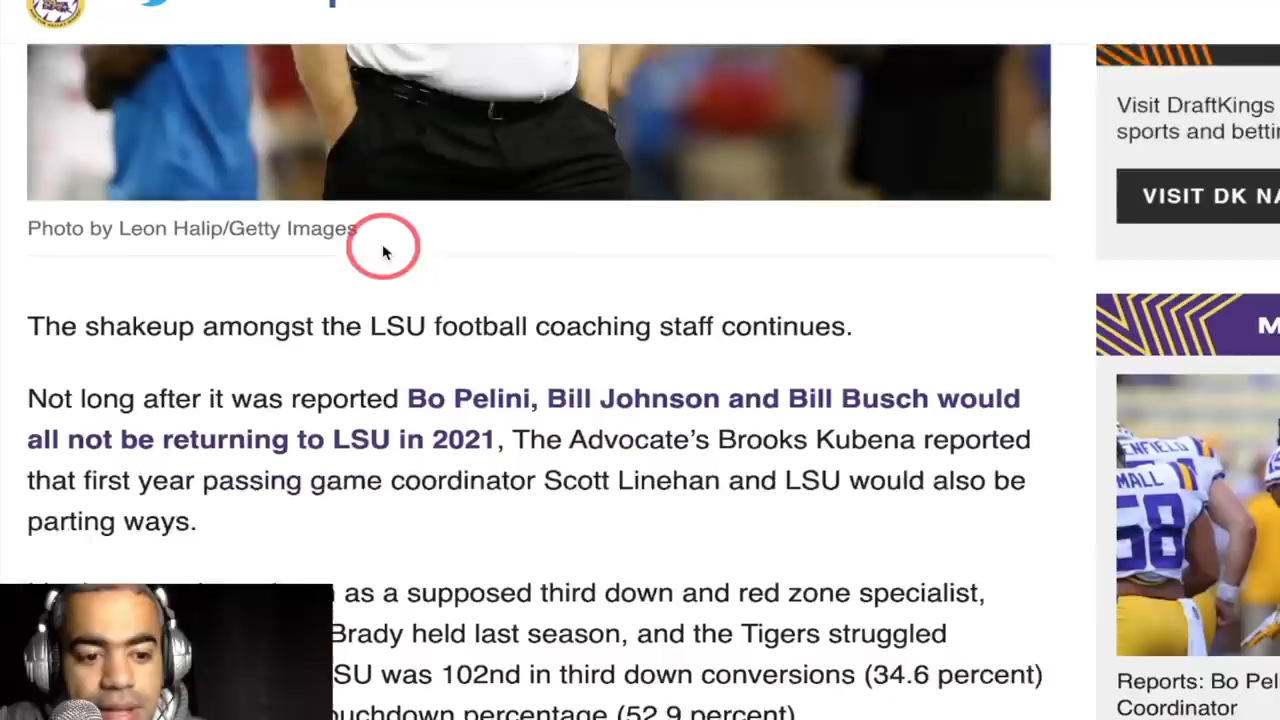 Visit DraftKings
sports and
VISIT DK
Photo by Leon Halip/Getty Images
The shakeup amongst the LSU football coaching staff continues.
Not long after it was reported Bo Pelini, Bill Johnson and Bill Busch would
all not be returning to LSU in 2021, The Advocate’s Brooks Kubena reported
that first year passing game coordinator Scott Linehan and LSU would also be
parting ways.
as a supposed third down and red zone specialist,
Brady held last season, and the Tigers struggled
SU was 102nd in third down conversions (34.6 percent)
percentage (52.9 percent)
M
ENFIELD
MALL
58
Reports: Bo Pel
Coordinator